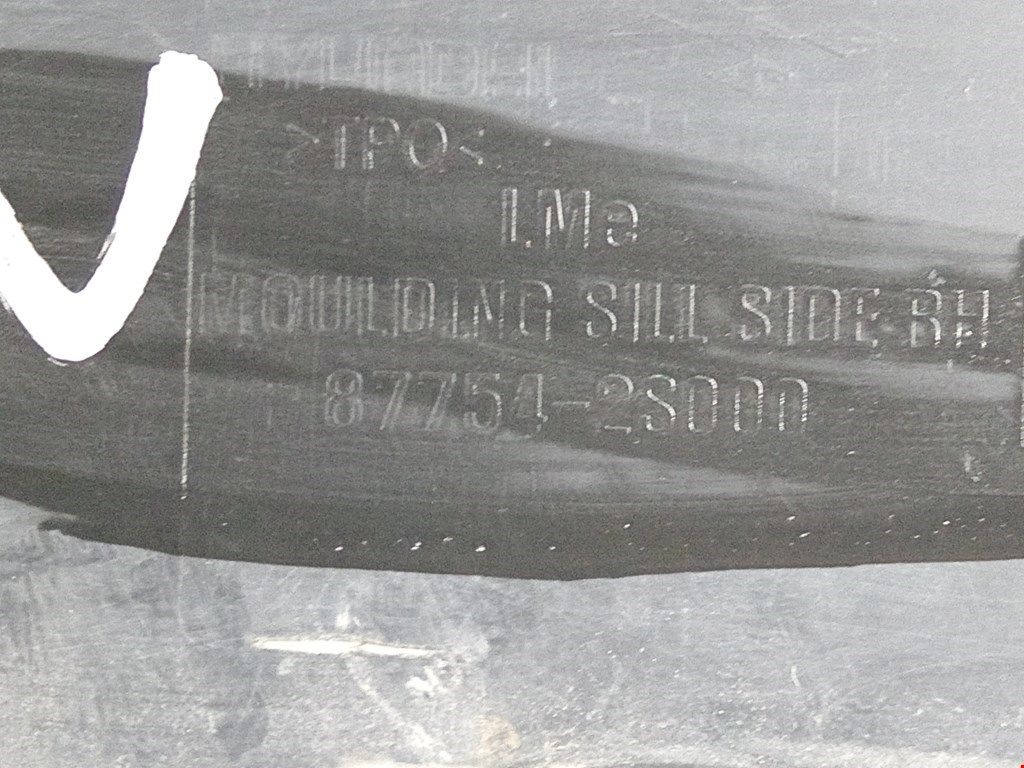 >TPO<
LMe
MOULDING SILL SIDE RH
87754-2S000